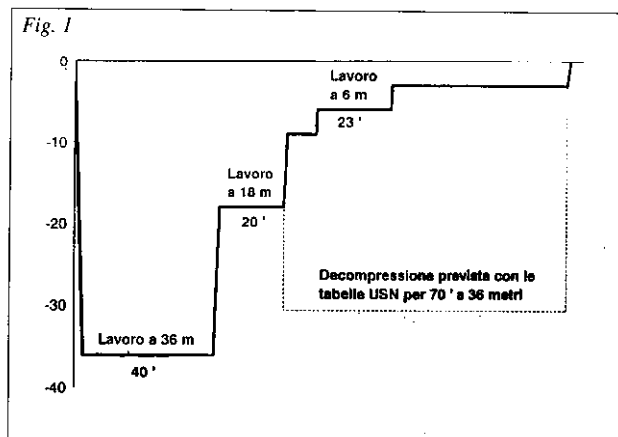 Fig. 1
0
Lavoro
a 6 m
23 '
-10
Lavoro
a 18 m
20 '
-20
Decompressione prevista con le
tabelle USN per 70 ' a 36 metri
-30
Lavoro a 36 m
40 '
-40